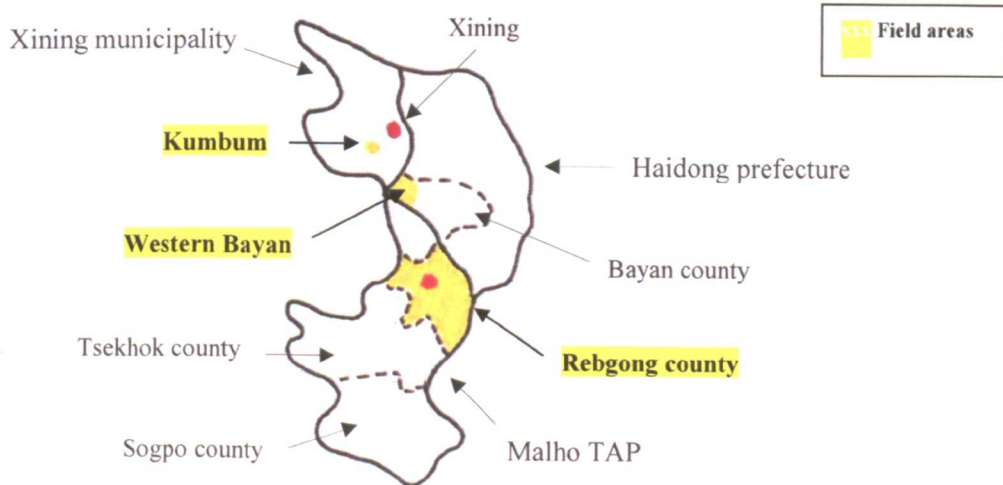 Xining municipality
Xining
Field areas
Kumbum
Haidong prefecture
Western Bayan
Bayan county
Tsekhok county
Rebgong county
Sogpo county
Malho TAP